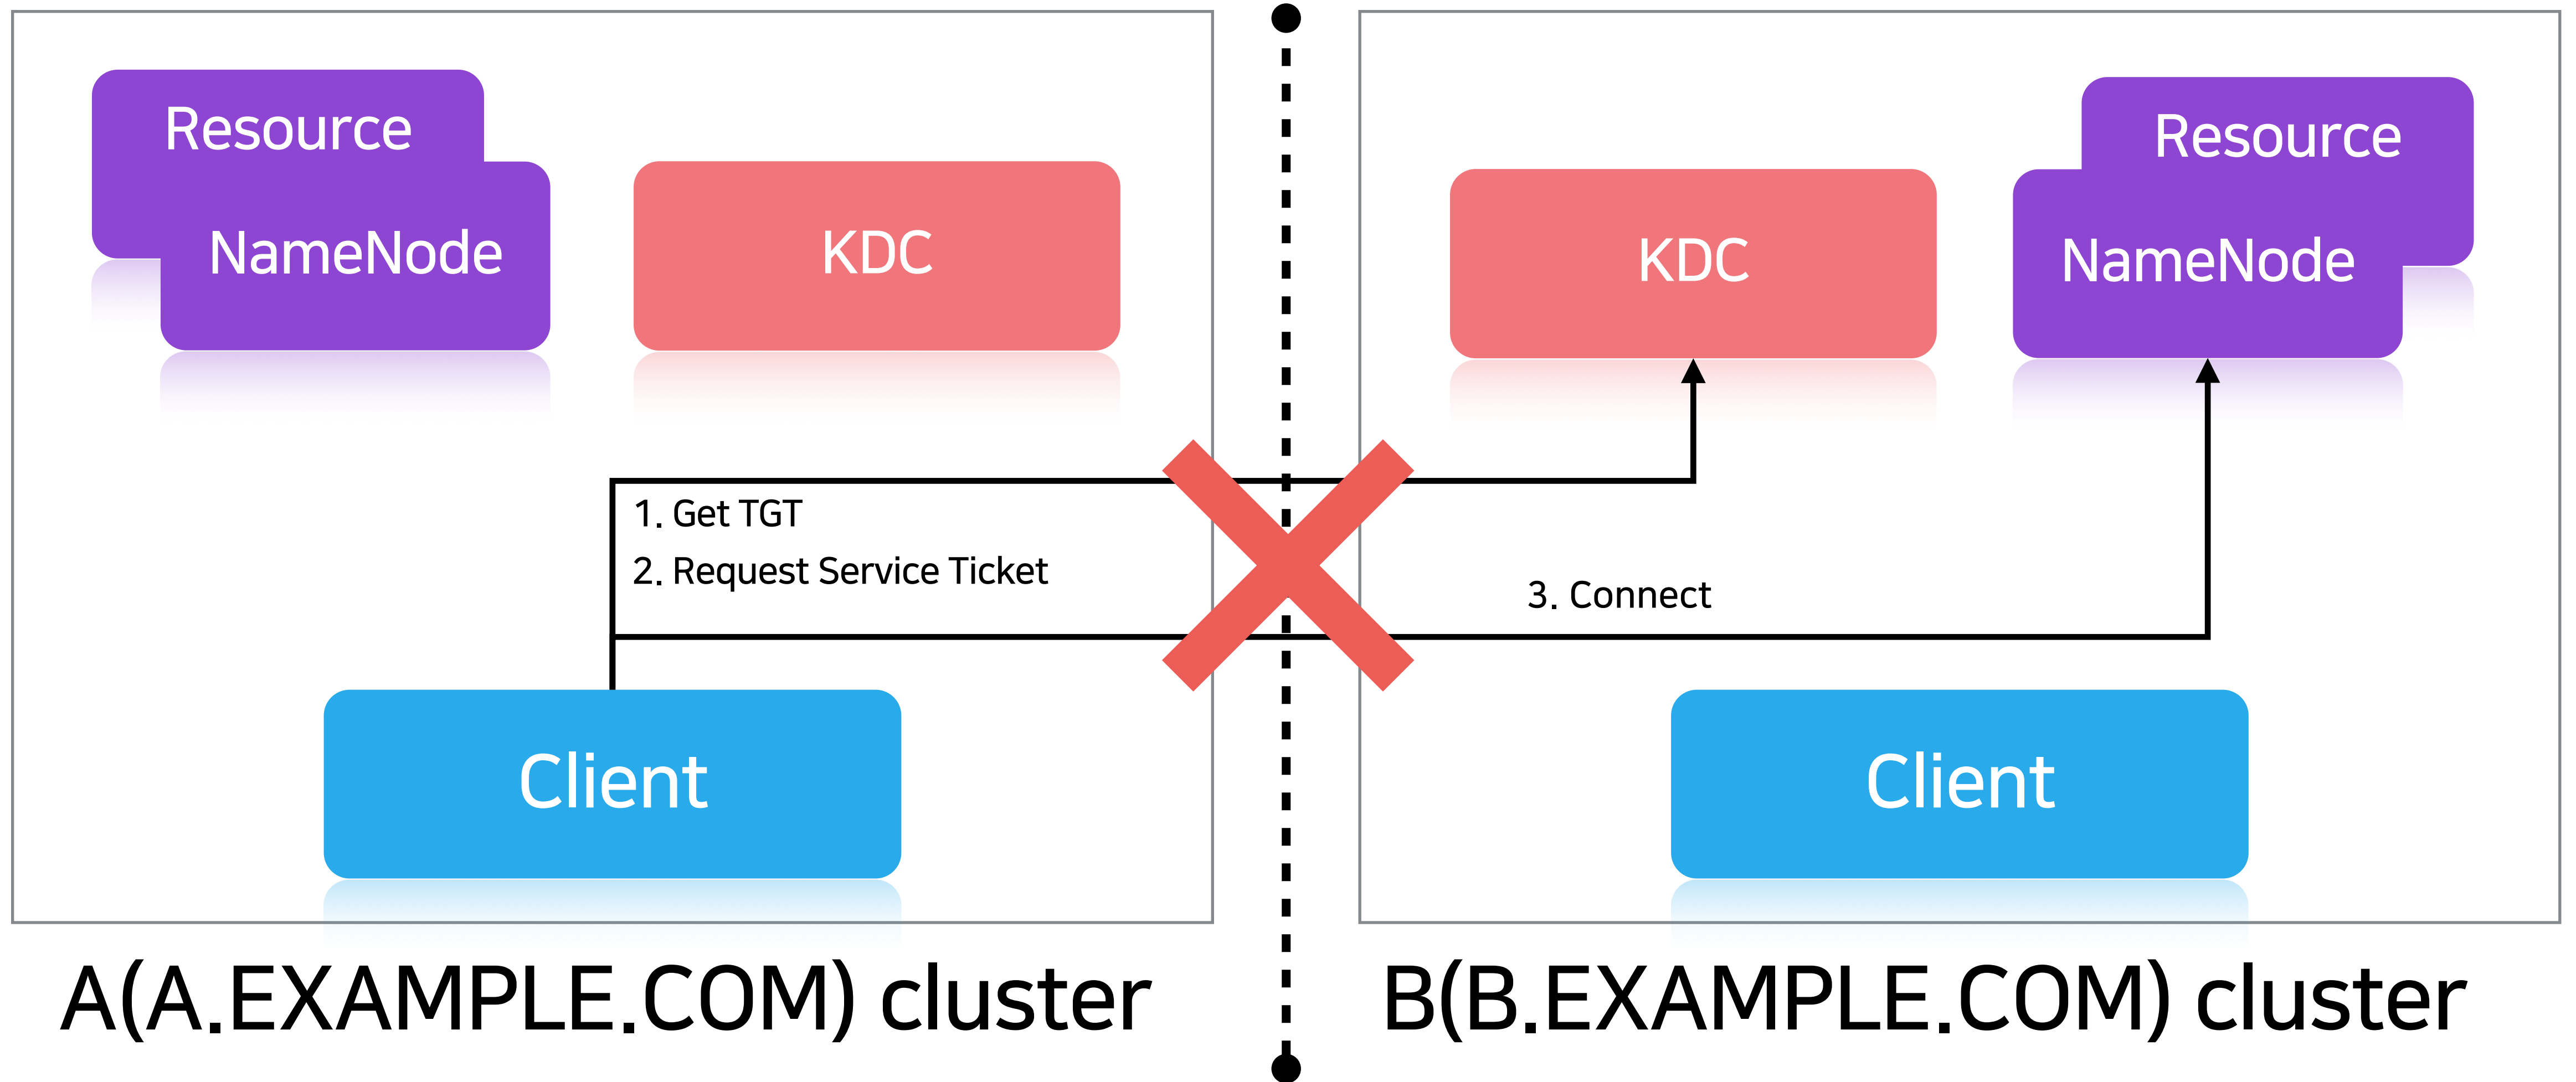 Resource
NameNode
KDC
KDC
Resource
NameNode
1. Get TGT
2. Request Service Ticket
3. Connect
Client
Client
A(A.EXAMPLE.COM) cluster
B(B.EXAMPLE.COM) cluster